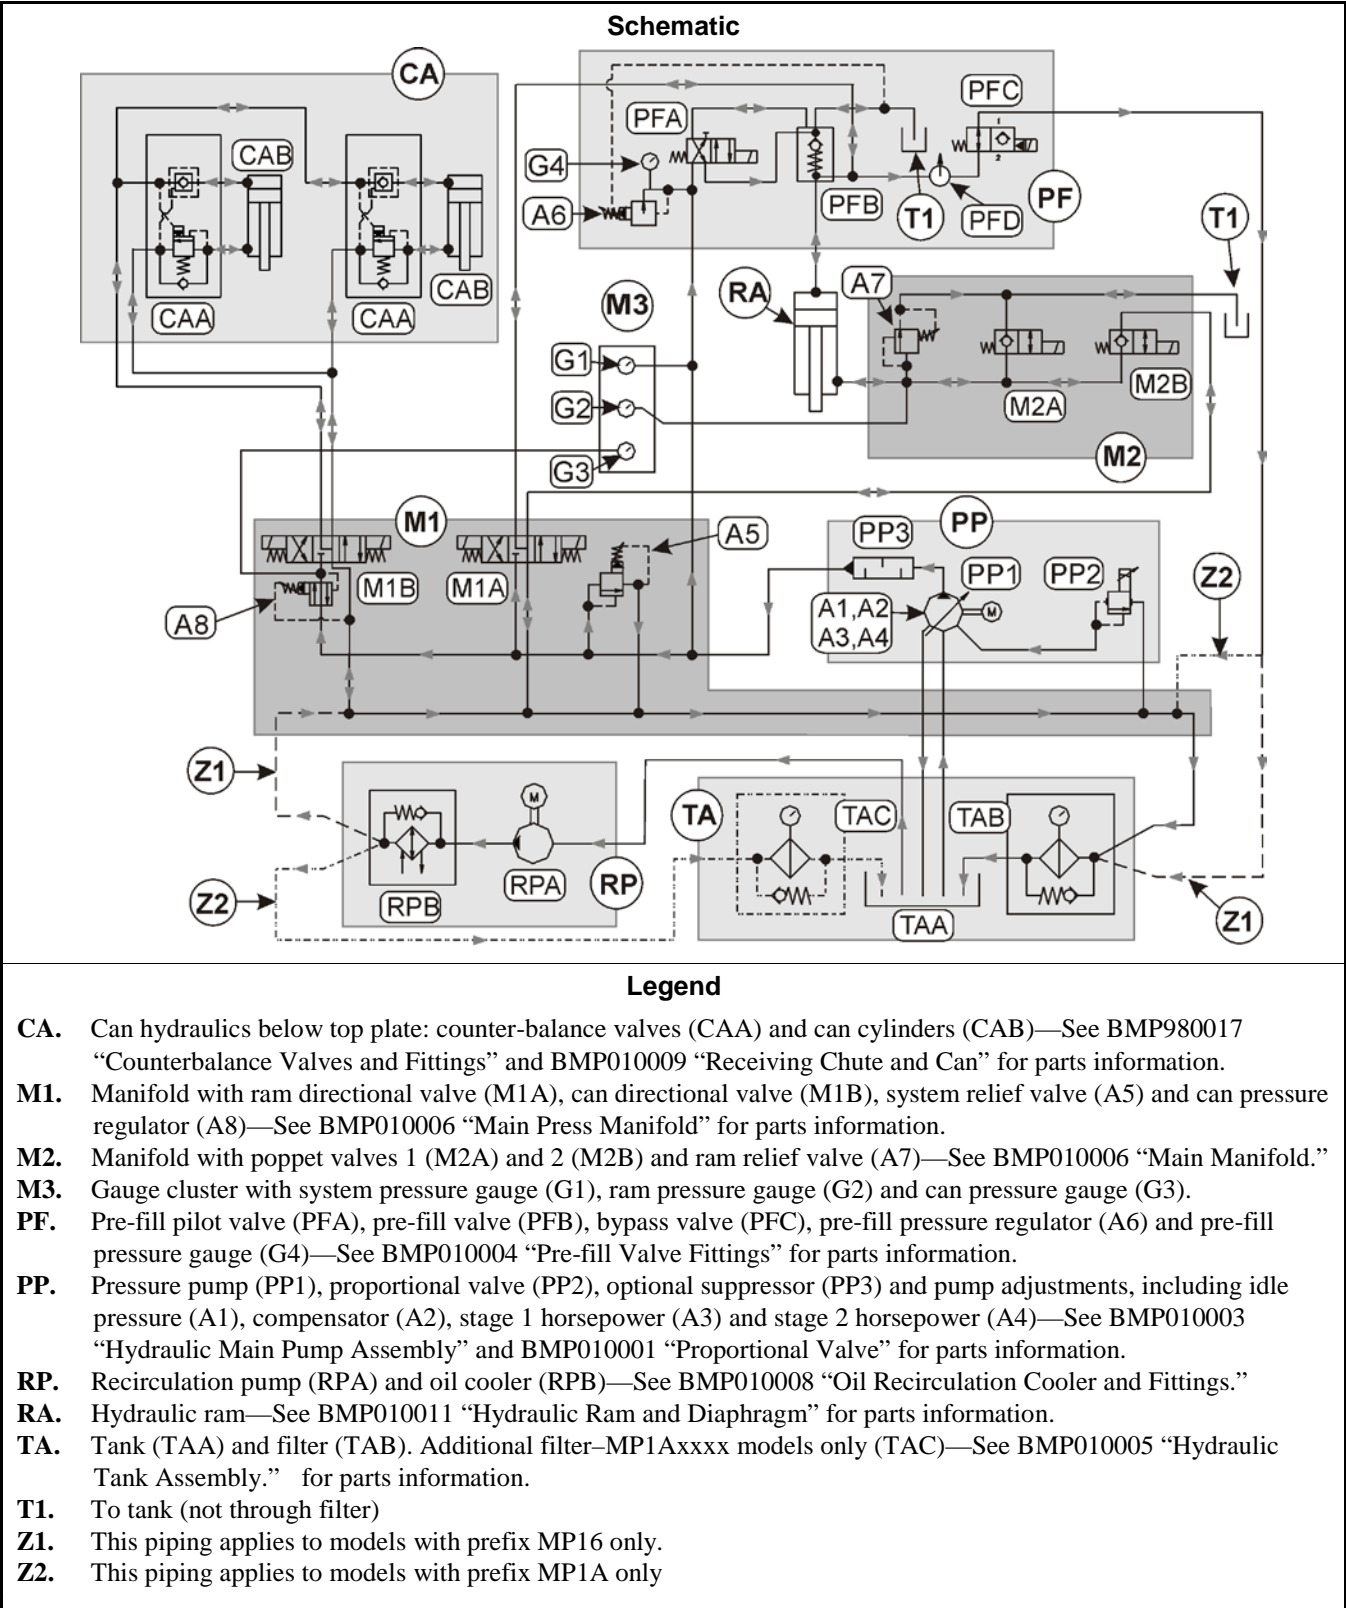 Schematic
CA
PFC
PFA
G4
CAB
A6
PFB
T1
PFD
PF
T1
CAB
CAA
CAA
M3
RA
A7
G1
G2
G3
M2B
M2A
M2
M1
A5
PP3
PP
PP1
PP2
Z2
M1B
M1A
A1,A2
A3,A4
M
A8
1
2
Z1
TA
TAC
TAB
M
RPA
RP
RPB
Z2
TAA
Z1
Legend
CA. Can hydraulics below top plate: counter-balance valves (CAA) and can cylinders (CAB)—See BMP980017
“Counterbalance Valves and Fittings” and BMP010009 “Receiving Chute and Can” for parts information.
M1. Manifold with ram directional valve (M1A), can directional valve (M1B), system relief valve (A5) and can pressure
regulator (A8)—See BMP010006 “Main Press Manifold” for parts information.
M2. Manifold with poppet valves 1 (M2A) and 2 (M2B) and ram relief valve (A7)—See BMP010006 “Main Manifold.”
M3. Gauge cluster with system pressure gauge (G1), ram pressure gauge (G2) and can pressure gauge (G3).
PF. Pre-fill pilot valve (PFA), pre-fill valve (PFB), bypass valve (PFC), pre-fill pressure regulator (A6) and pre-fill
pressure gauge (G4)—See BMP010004 “Pre-fill Valve Fittings” for parts information.
PP. Pressure pump (PP1), proportional valve (PP2), optional suppressor (PP3) and pump adjustments, including idle
pressure (A1), compensator (A2), stage 1 horsepower (A3) and stage 2 horsepower (A4)—See BMP010003
“Hydraulic Main Pump Assembly” and BMP010001 “Proportional Valve” for parts information.
RP. Recirculation pump (RPA) and oil cooler (RPB)—See BMP010008 “Oil Recirculation Cooler and Fittings.”
RA. Hydraulic ram—See BMP010011 “Hydraulic Ram and Diaphragm” for parts information.
TA. Tank (TAA) and filter (TAB). Additional filter–MP1Axxxx models only (TAC)—See BMP010005 “Hydraulic
Tank Assembly.” for parts information.
T1. To tank (not through filter)
Z1. This piping applies to models with prefix MP16 only.
Z2. This piping applies to models with prefix MP1A only